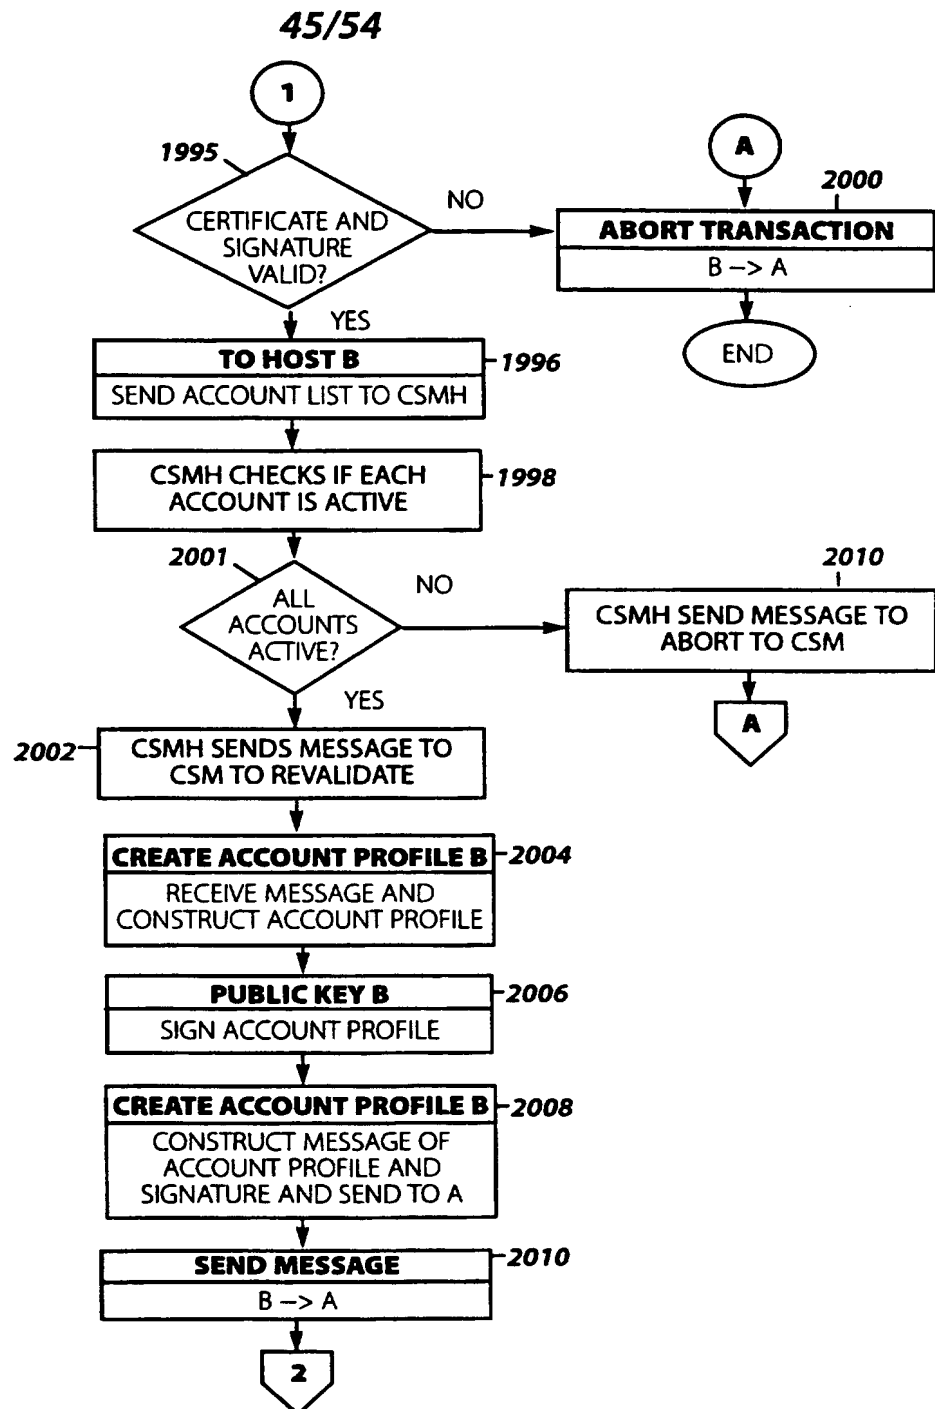 45/54
1
1995
CERTIFICATE AND
SIGNATURE
VALID?
NO
YES
A
2000
ABORT TRANSACTION
B –> A
END
TO HOST B
1996
SEND ACCOUNT LIST TO CSMH
CSMH CHECKS IF EACH
ACCOUNT IS ACTIVE
1998
2001
ALL
ACCOUNTS
ACTIVE?
NO
YES
2010
CSMH SEND MESSAGE TO
ABORT TO CSM
A
2002
CSMH SENDS MESSAGE TO
CSM TO REVALIDATE
CREATE ACCOUNT PROFILE B
2004
RECEIVE MESSAGE AND
CONSTRUCT ACCOUNT PROFILE
PUBLIC KEY B
2006
SIGN ACCOUNT PROFILE
CREATE ACCOUNT PROFILE B
2008
CONSTRUCT MESSAGE OF
ACCOUNT PROFILE AND
SIGNATURE AND SEND TO A
SEND MESSAGE
2010
B –> A
2